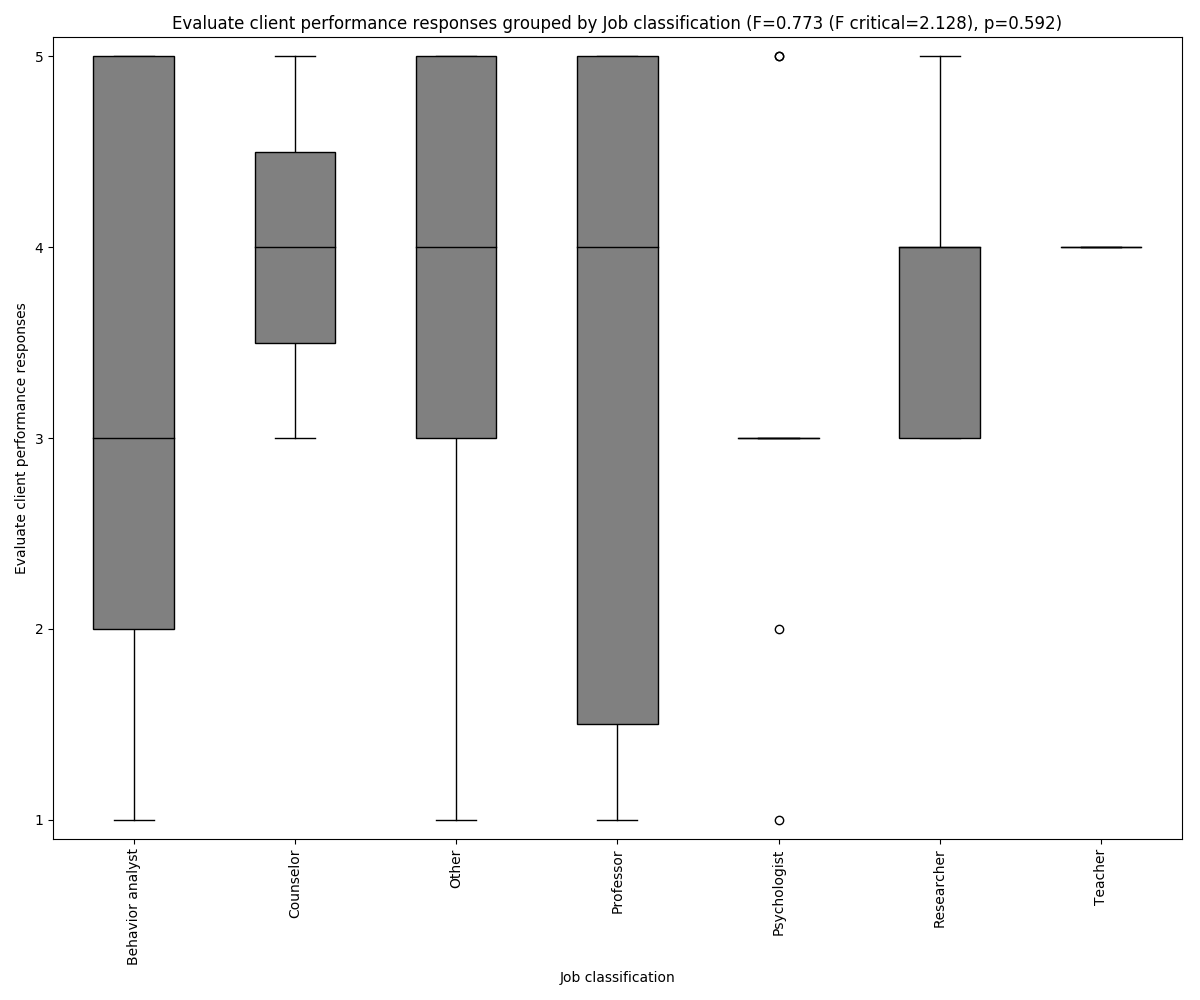 Evaluate client performance responses grouped by Job classification (F=0.773 (F critical=2.128), p=0.592)
Evaluate client performance responses
5
4
3
2
1
Behavior analyst
Counselor
Other
Professor
Psychologist
Researcher
Teacher
Job classification